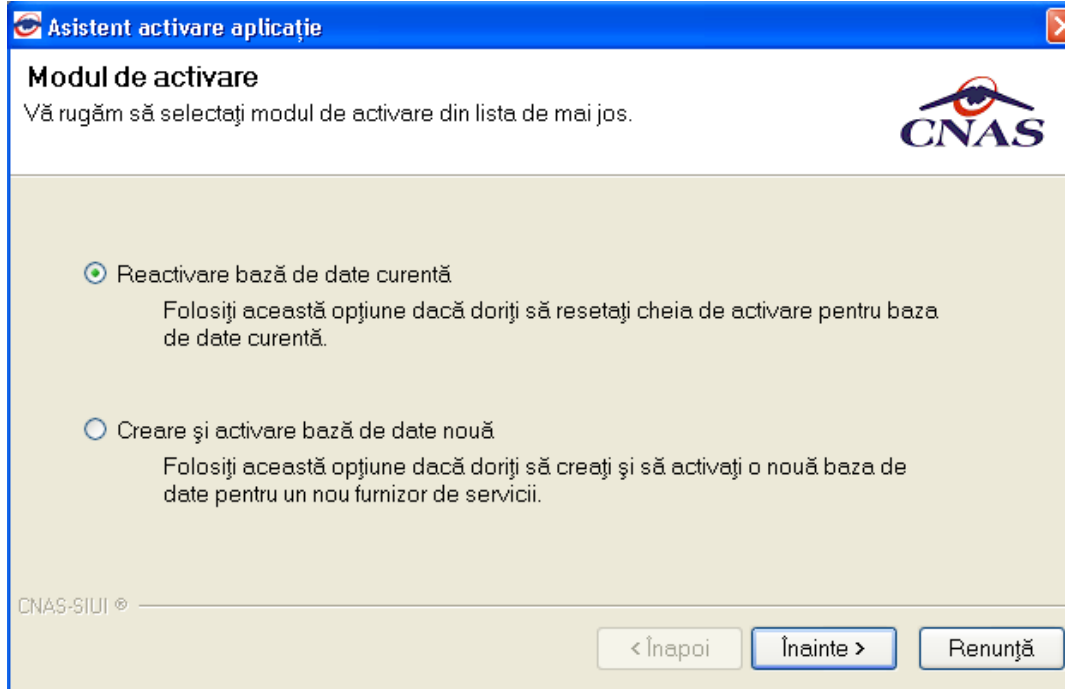 Asistent activare aplicație
Modul de activare
Vă rugăm să selectaţi modul de activare din lista de mai jos.
CNAS
Reactivare bază de date curentă
Folosiţi această opţiune dacă doriţi să resetaţi cheia de activare pentru baza
de date curentă.
Creare şi activare bază de date nouă
Folosiţi această opţiune dacă doriţi să creaţi şi să activaţi o nouă baza de
date pentru un nou furnizor de servicii.
CNAS-SIUI ®
< Înapoi
Înainte >
Renunţă